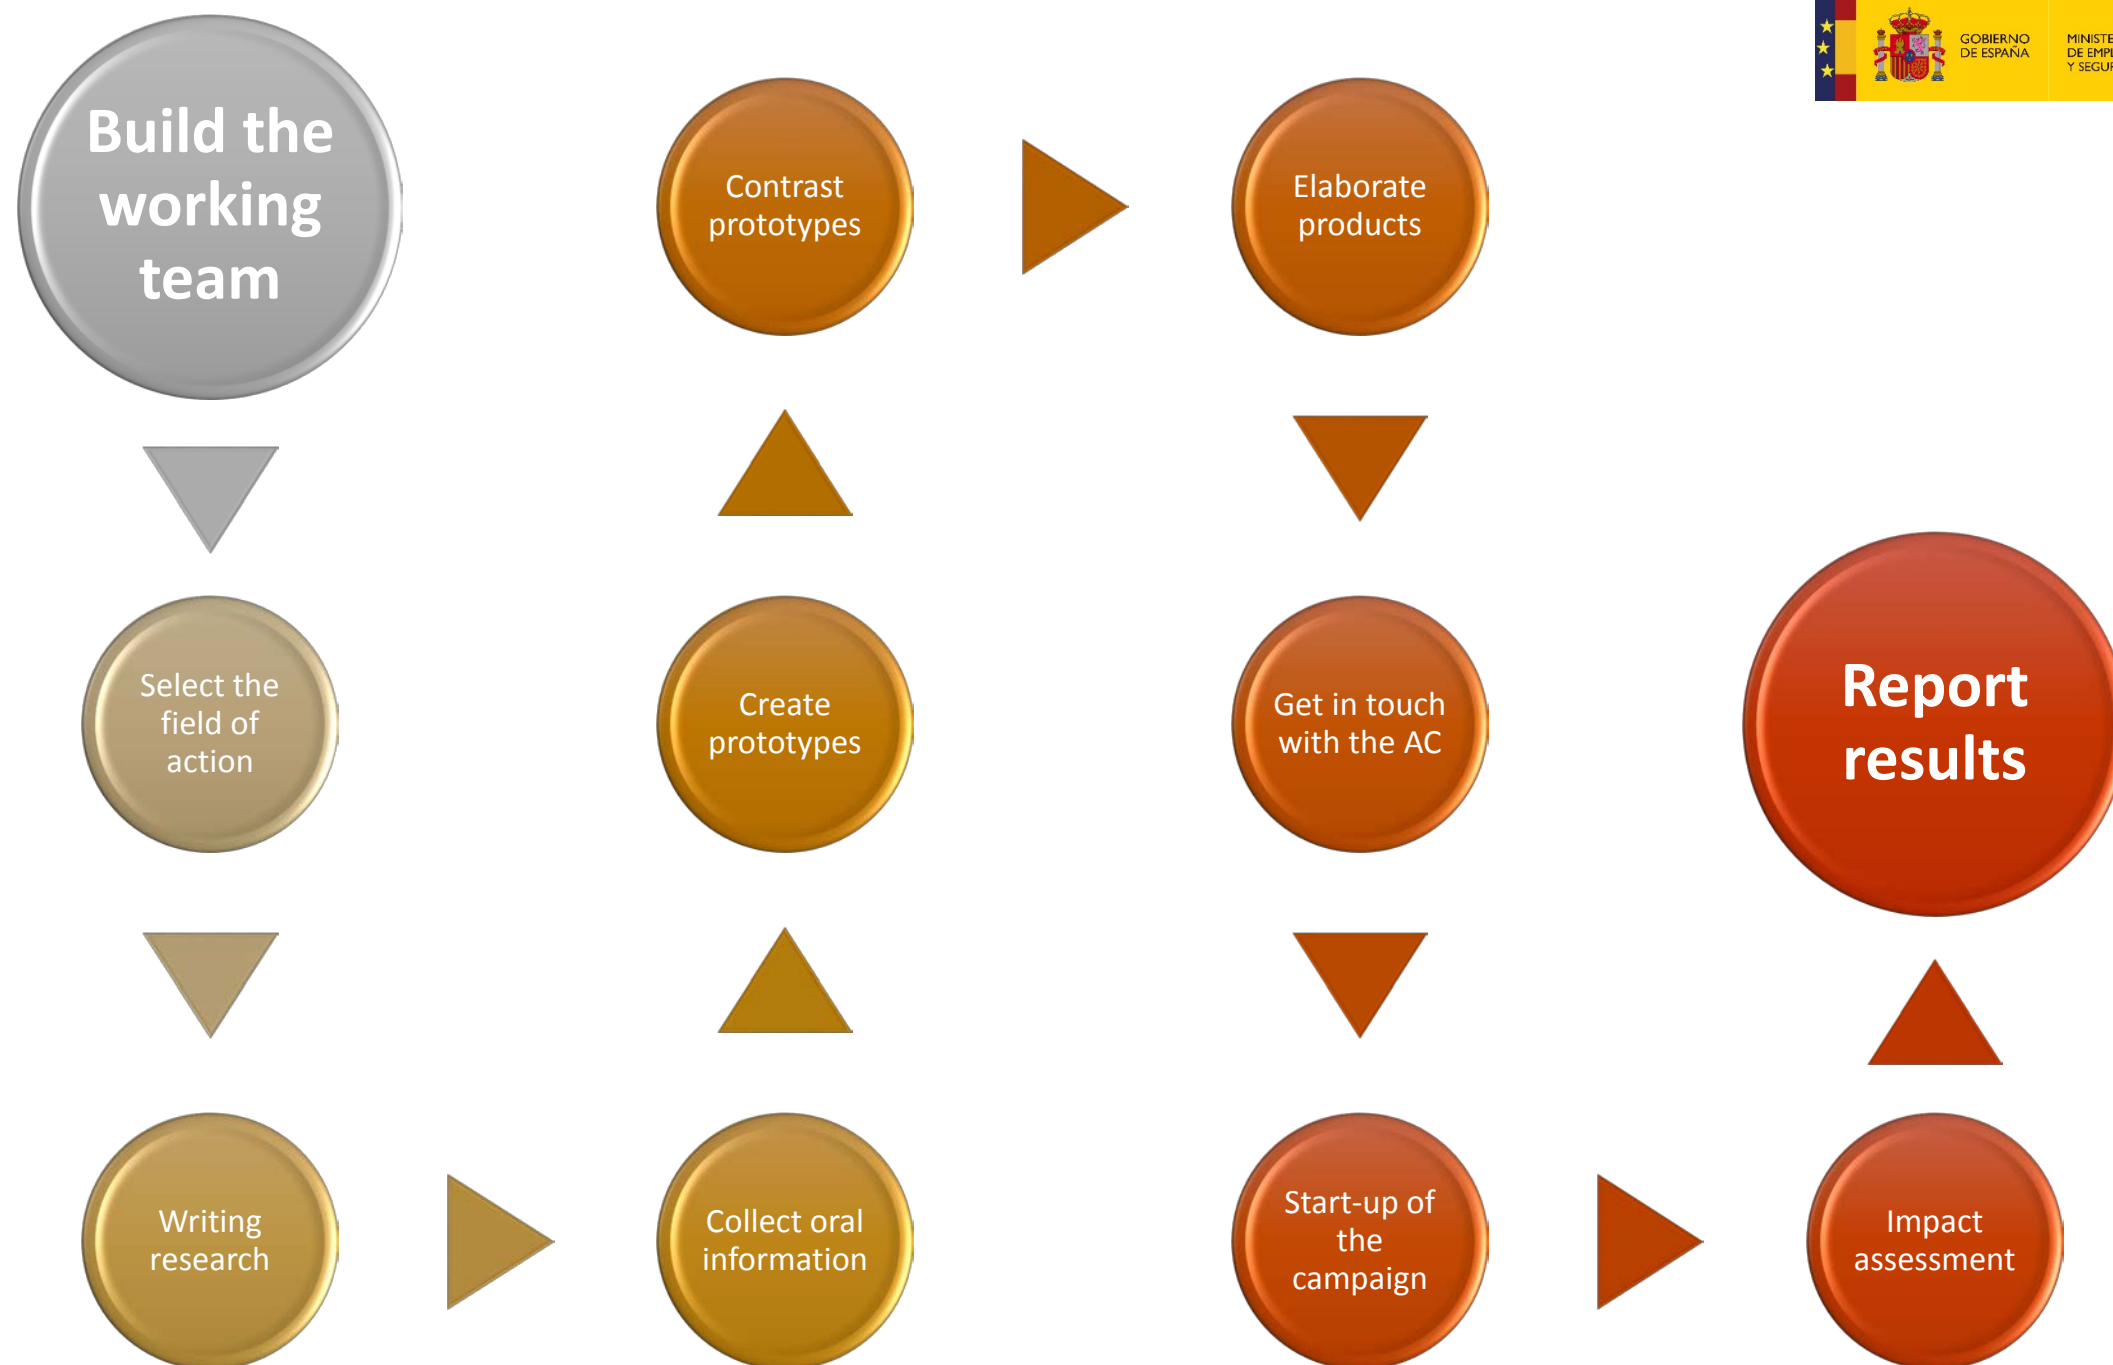 Build the
working
team
Select the
field of
action
Writing
research
Collect oral
information
Create
prototypes
Contrast
prototypes
Elaborate
products
Get in touch
with the AC
Start-up of
the
campaign
Impact
assessment
Report
results
GOBIERNO
DE ESPAÑA
DE
Y